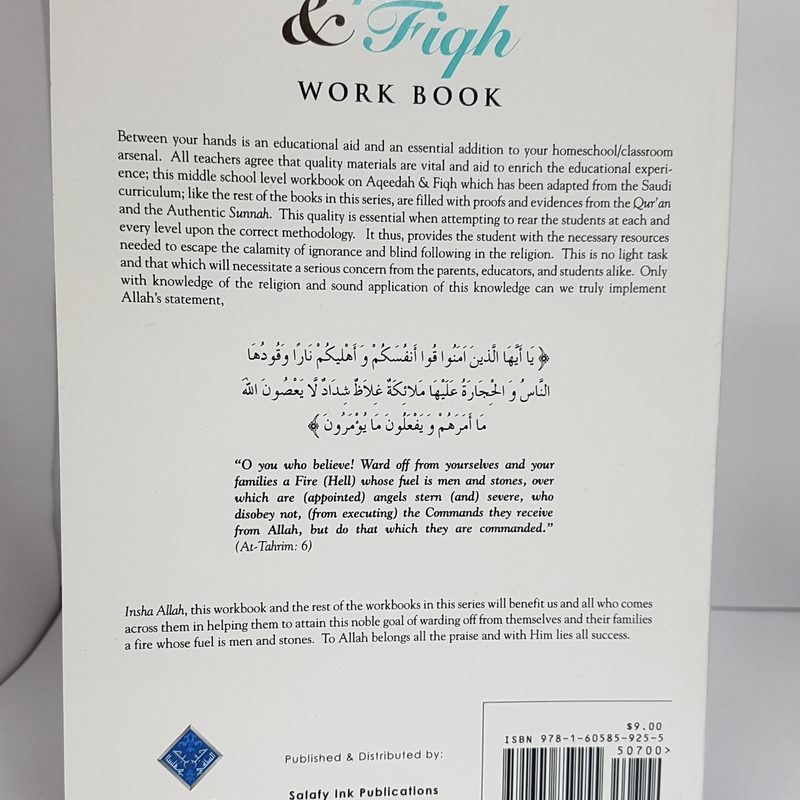 & Fiqh
WORK BOOK
Between your hands is an educational aid and an essential addition to your homeschool/classroom
arsenal. All teachers agree that quality materials are vital and aid to enrich the educational experi-
ence; this middle school level workbook on Aqeedah & Fiqh which has been adapted from the Saudi
curriculum; like the rest of the books in this series, are filled with proofs and evidences from the Qur'an
and the Authentic Sunnah. This quality is essential when attempting to rear the students at each and
every level upon the correct methodology. It thus, provides the student with the necessary resources
needed to escape the calamity of ignorance and blind following in the religion. This is no light task
and that which will necessitate a serious concern from the parents, educators, and students alike. Only
with knowledge of the religion and sound application of this knowledge can we truly implement
Allah's statement,
﴿ يَا أَيُّهَا الَّذِينَ آمَنُوا قُوا أَنفُسَكُمْ وَ أَهْلِيكُمْ نَارًا وَقُودُهَا
النَّاسُ وَ الْحِجَارَةُ عَلَيْهَا مَلَائِكَةٌ غِلَاظٌ شِدَادٌ لَّا يَعْصُونَ اللَّهَ
مَا أَمَرَهُمْ وَ يَفْعَلُونَ مَا يُؤْمَرُونَ ﴾
"O you who believe! Ward off from yourselves and your
families a Fire (Hell) whose fuel is men and stones, over
which are (appointed) angels stern (and) severe, who
disobey not, (from executing) the Commands they receive
from Allah, but do that which they are commanded."
(At-Tahrim: 6)
Insha Allah, this workbook and the rest of the workbooks in this series will benefit us and all who comes
across them in helping them to attain this noble goal of warding off from themselves and their families
a fire whose fuel is men and stones. To Allah belongs all the praise and with Him lies all success.
$9.00
ISBN 978-1-60585-925-5
50700>
Published & Distributed by:
Salafy Ink Publications